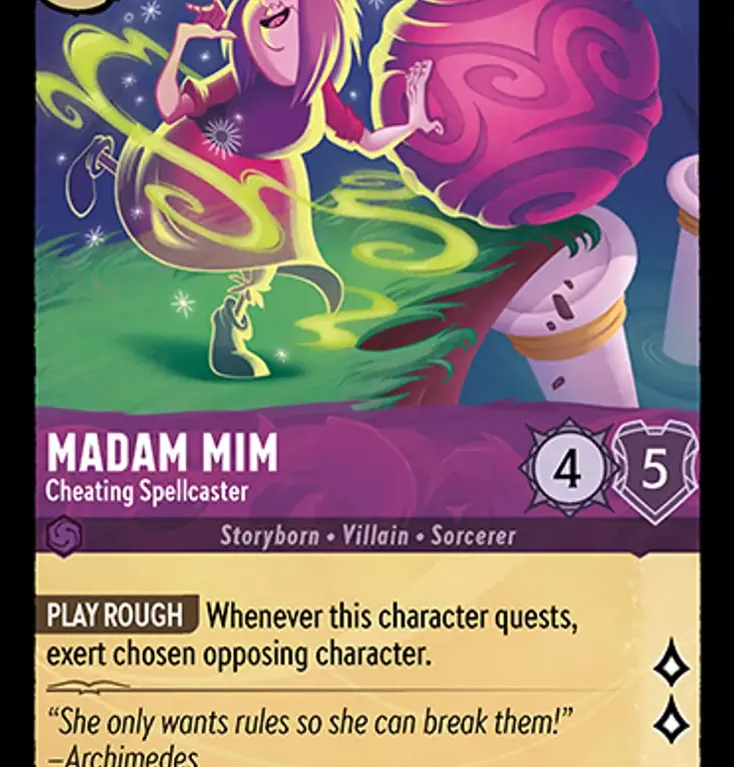 MADAM MIM
Cheating Spellcaster
4
5
Storyborn • Villain • Sorcerer
PLAY ROUGH Whenever this character quests,
exert chosen opposing character.
“She only wants rules so she can break them!”
–Archimedes